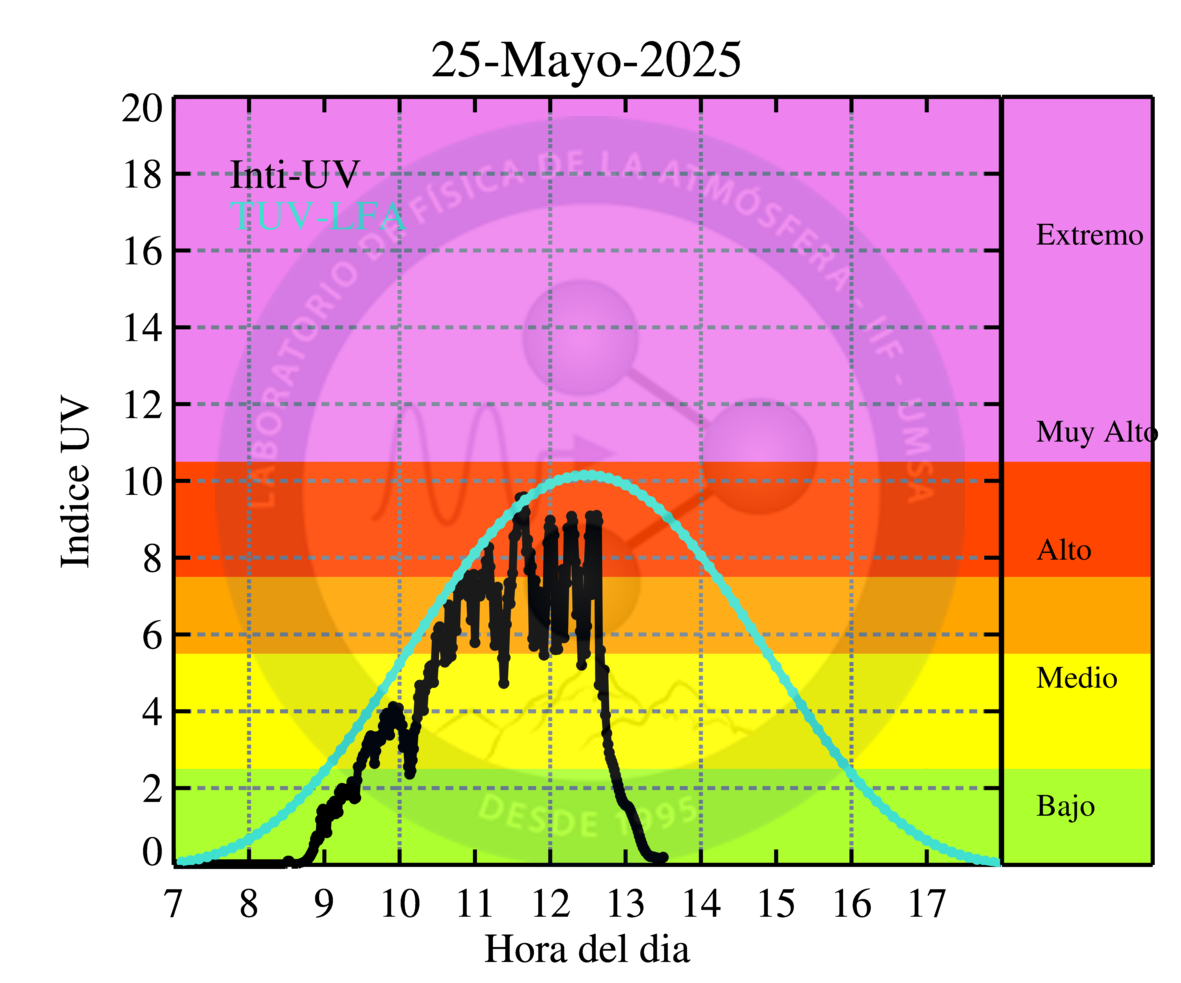 25-Mayo-2025
20
18
16
14
12
10
8
6
4
2
0
Indice UV
Inti-UV
TUV-LFA
LABORATORIO DE FÍSICA DE LA ATMÓSFERA - IIF - UMSA
DESDE 1995
Extremo
Muy Alto
Alto
Medio
Bajo
7 8 9 10 11 12 13 14 15 16 17
Hora del dia